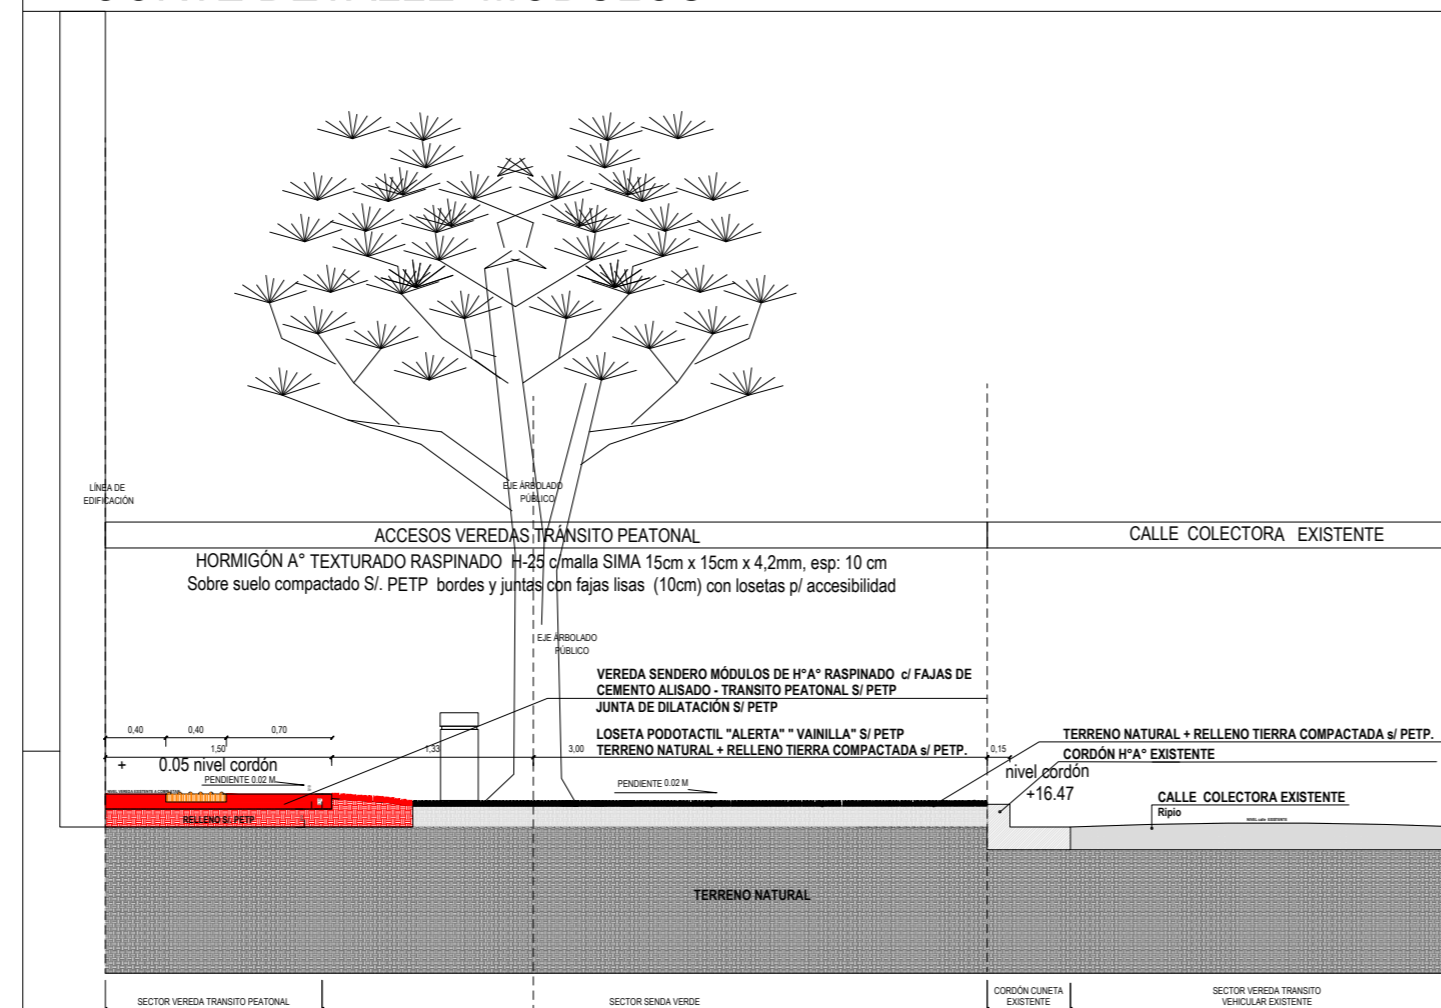 LÍNEA DE
EDIFICACIÓN
EJE ÁRBOLADO
PÚBLICO
ACCESOS VEREDAS TRÁNSITO PEATONAL
CALLE COLECTORA EXISTENTE
HORMIGÓN A° TEXTURADO RASPINADO H-25 c/malla SIMA 15cm x 15cm x 4,2mm, esp: 10 cm
Sobre suelo compactado S/. PETP bordes y juntas con fajas lisas (10cm) con losetas p/ accesibilidad
EJE ÁRBOLADO
PÚBLICO
VEREDA SENDERO MÓDULOS DE H°A° RASPINADO c/ FAJAS DE
CEMENTO ALISADO - TRANSITO PEATONAL S/ PETP
JUNTA DE DILATACIÓN S/ PETP
LOSETA PODOTACTIL "ALERTA" " VAINILLA" S/ PETP
TERRENO NATURAL + RELLENO TIERRA COMPACTADA s/ PETP.
0,40 0,40 0,70
1,50 1,33 3,00 0,15
TERRENO NATURAL + RELLENO TIERRA COMPACTADA s/ PETP.
CORDÓN H°A° EXISTENTE
+ 0.05 nivel cordón
PENDIENTE 0.02 M
PENDIENTE 0.02 M
nivel cordón
+16.47
CALLE COLECTORA EXISTENTE
Ripio
RELLENO S/. PETP
TERRENO NATURAL
SECTOR VEREDA TRANSITO PEATONAL
SECTOR SENDA VERDE
CORDÓN CUNETA
EXISTENTE
SECTOR VEREDA TRANSITO
VEHICULAR EXISTENTE